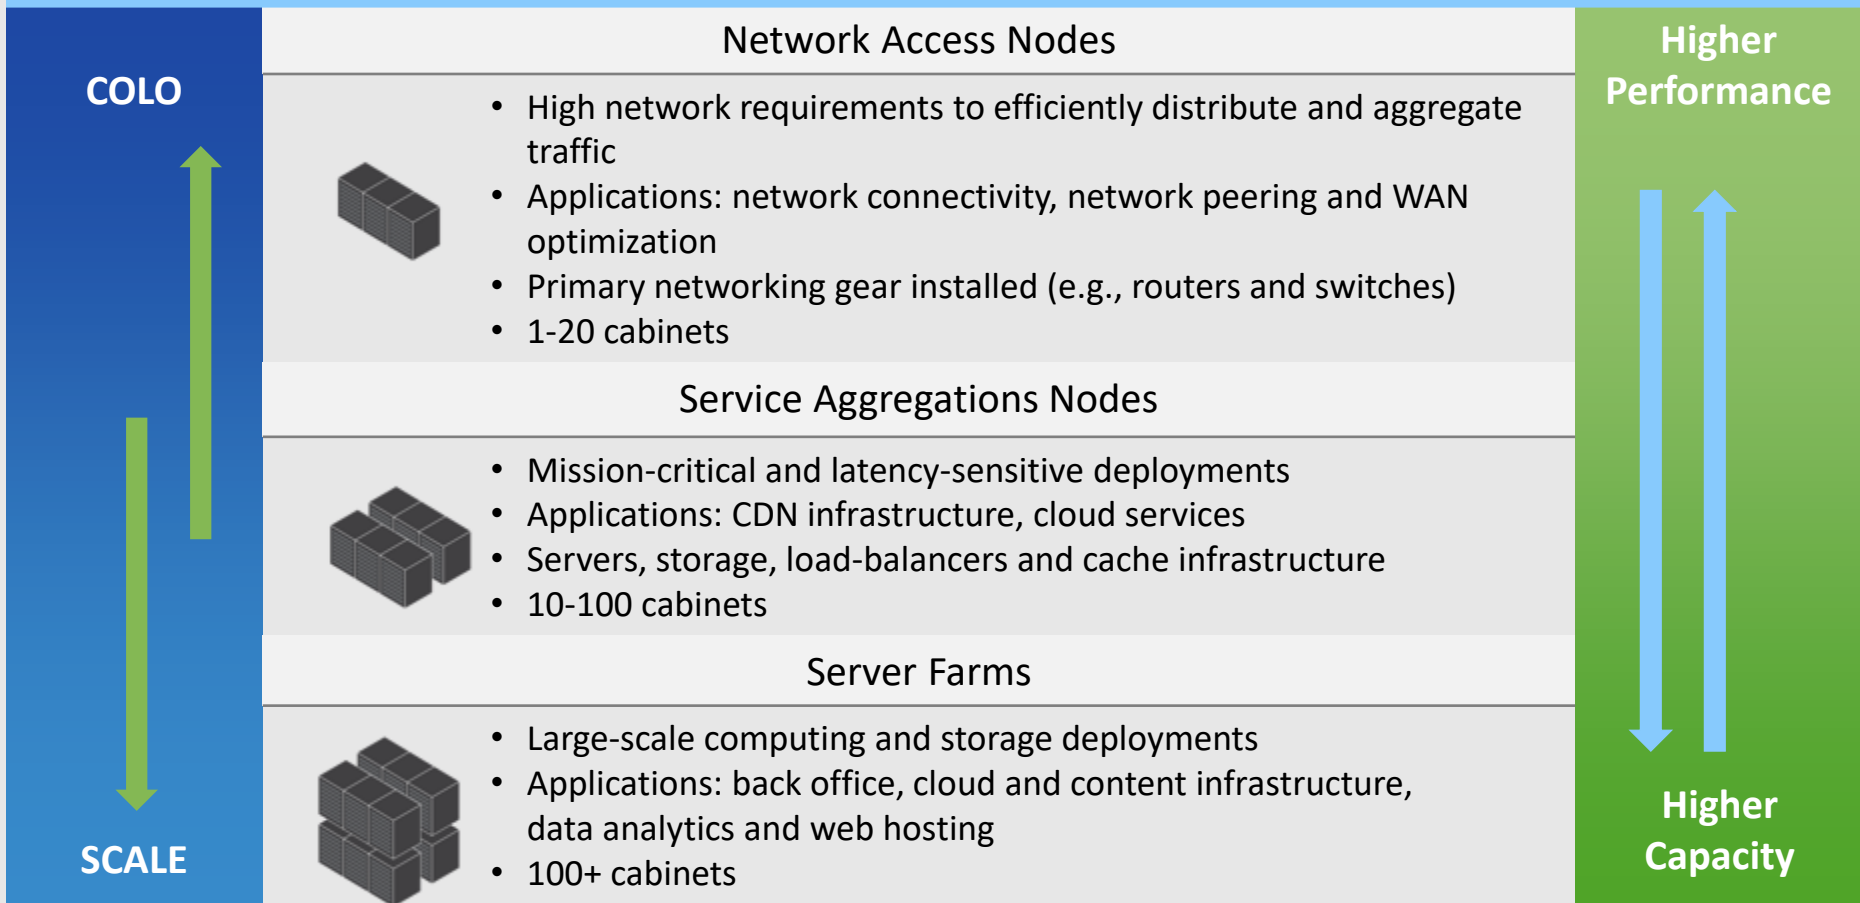 COLO
SCALE
Network Access Nodes
• High network requirements to efficiently distribute and aggregate
traffic
• Applications: network connectivity, network peering and WAN
optimization
• Primary networking gear installed (e.g., routers and switches)
• 1-20 cabinets
Service Aggregations Nodes
• Mission-critical and latency-sensitive deployments
• Applications: CDN infrastructure, cloud services
• Servers, storage, load-balancers and cache infrastructure
• 10-100 cabinets
Server Farms
• Large-scale computing and storage deployments
• Applications: back office, cloud and content infrastructure,
data analytics and web hosting
• 100+ cabinets
Higher
Performance
Higher
Capacity